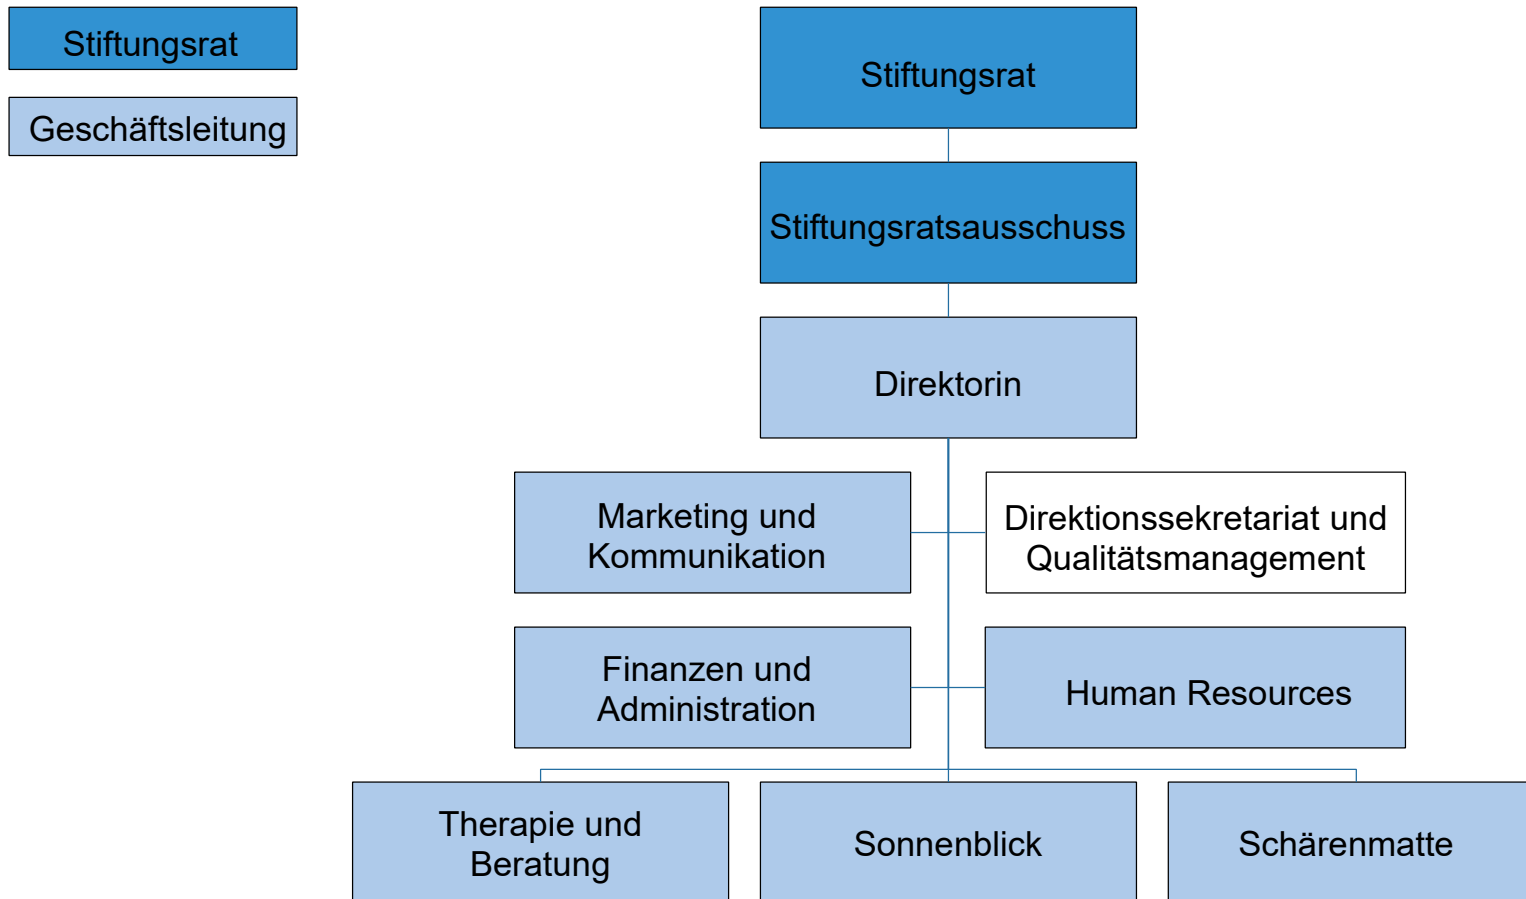 Stiftungsrat
Geschäftsleitung
Stiftungsrat
Stiftungsratsausschuss
Direktorin
Marketing und
Kommunikation
Direktionssekretariat und
Qualitätsmanagement
Finanzen und
Administration
Human Resources
Therapie und
Beratung
Sonnenblick
Schärenmatte